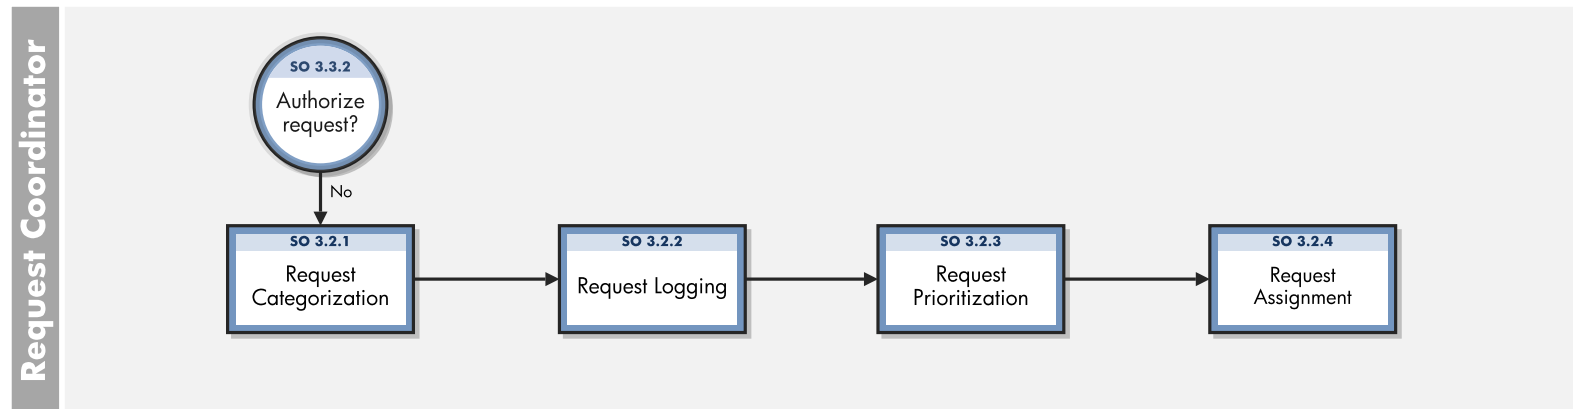 Request Coordinator
SO 3.3.2
Authorize
request?
No
SO 3.2.1
Request
Categorization
SO 3.2.2
Request Logging
SO 3.2.3
Request
Prioritization
SO 3.2.4
Request
Assignment